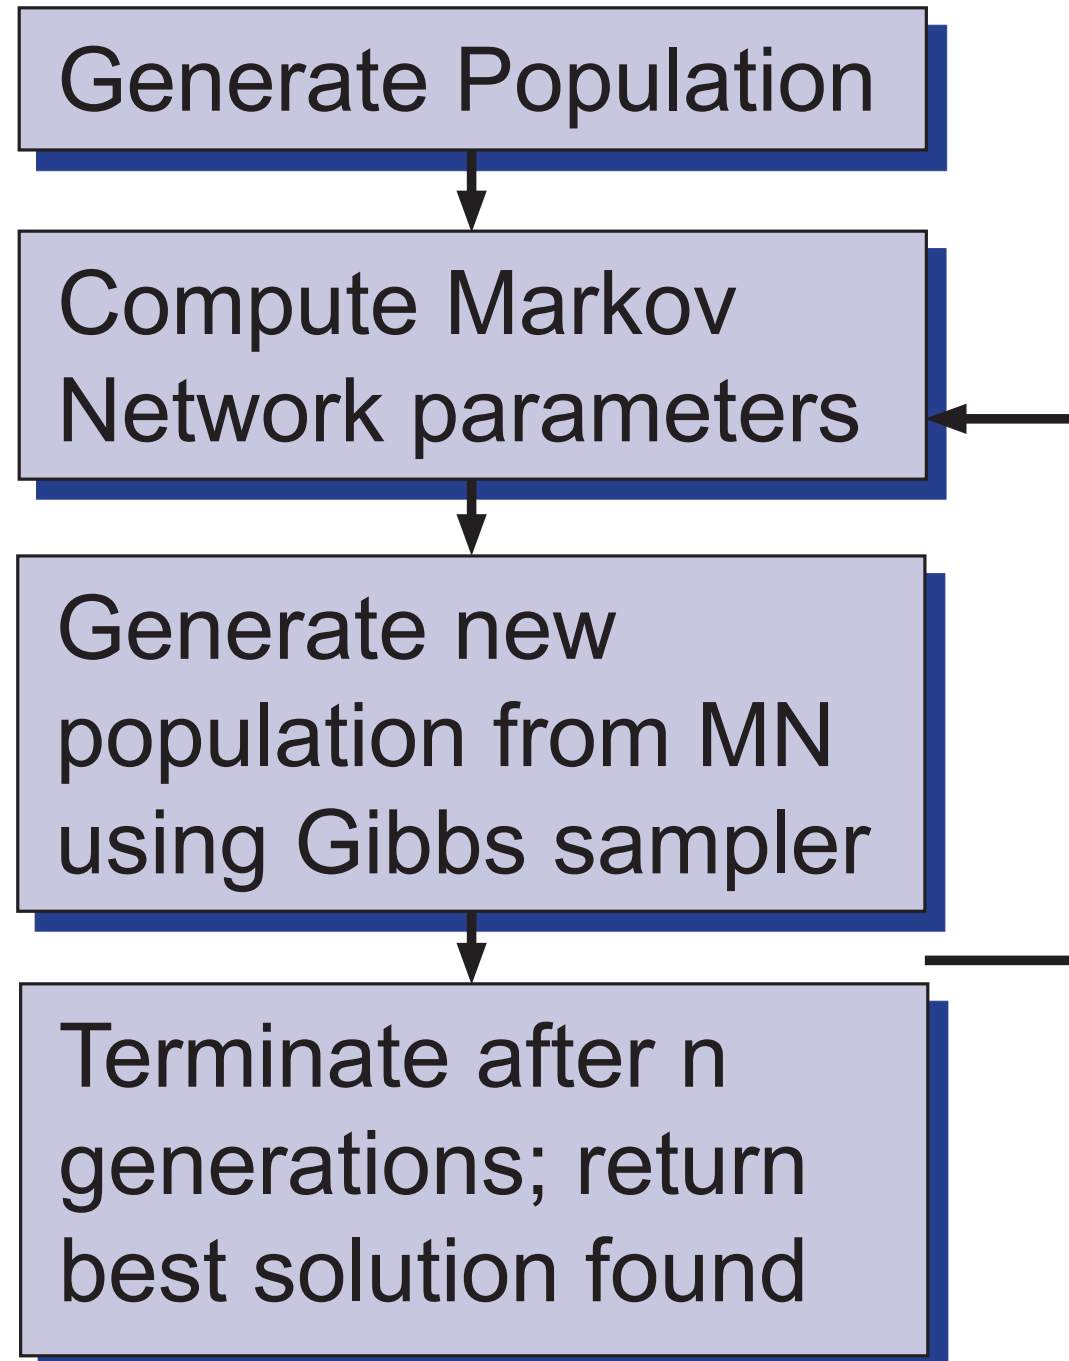 Generate Population
Compute Markov
Network parameters
Generate new
population from MN
using Gibbs sampler
Terminate after n
generations; return
best solution found